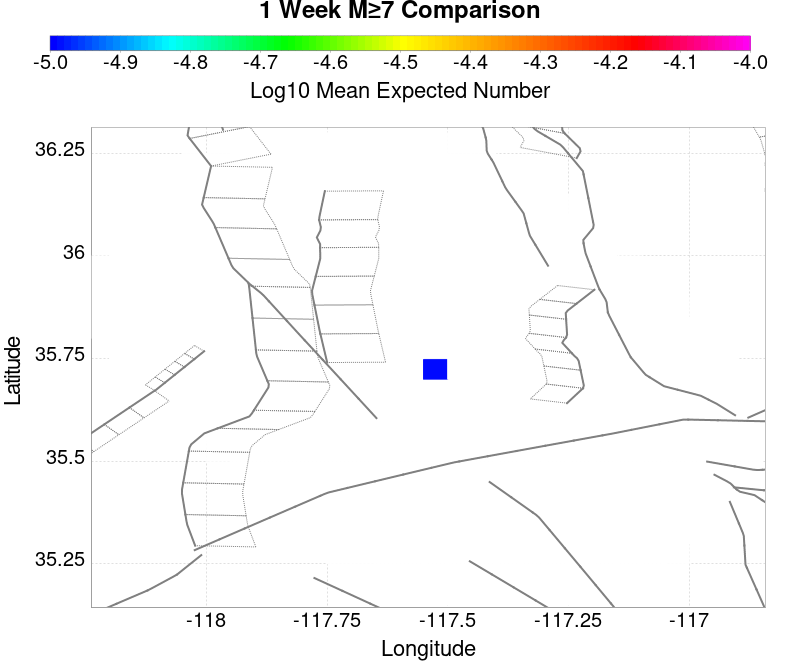 1 Week M≥7 Comparison
-5.0 -4.9 -4.8 -4.7 -4.6 -4.5 -4.4 -4.3 -4.2 -4.1 -4.0
Log10 Mean Expected Number
36.25
36
35.75
35.5
35.25
Latitude
-118 -117.75 -117.5 -117.25 -117
Longitude